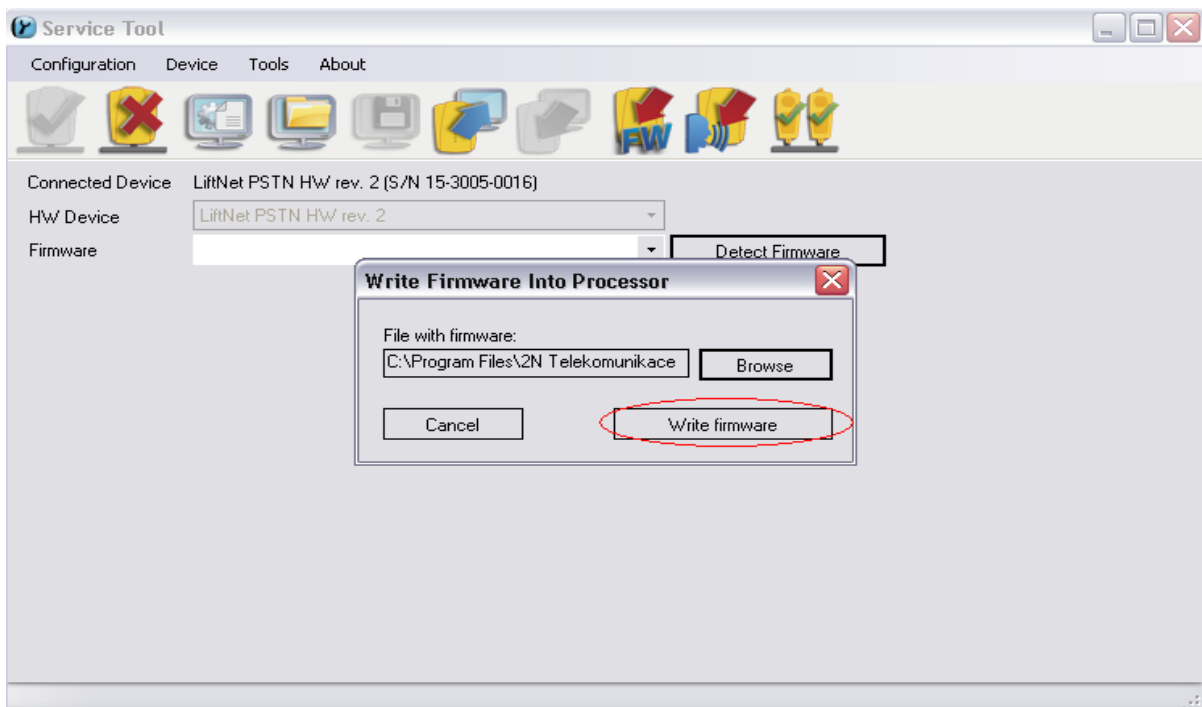 Service Tool
Configuration Device Tools About
FW
Connected Device LiftNet PSTN HW rev. 2 (S/N 15-3005-0016)
HW Device LiftNet PSTN HW rev. 2
Firmware Detect Firmware
Write Firmware Into Processor
File with firmware:
C:\Program Files\2N Telekomunikace Browse
Cancel Write firmware